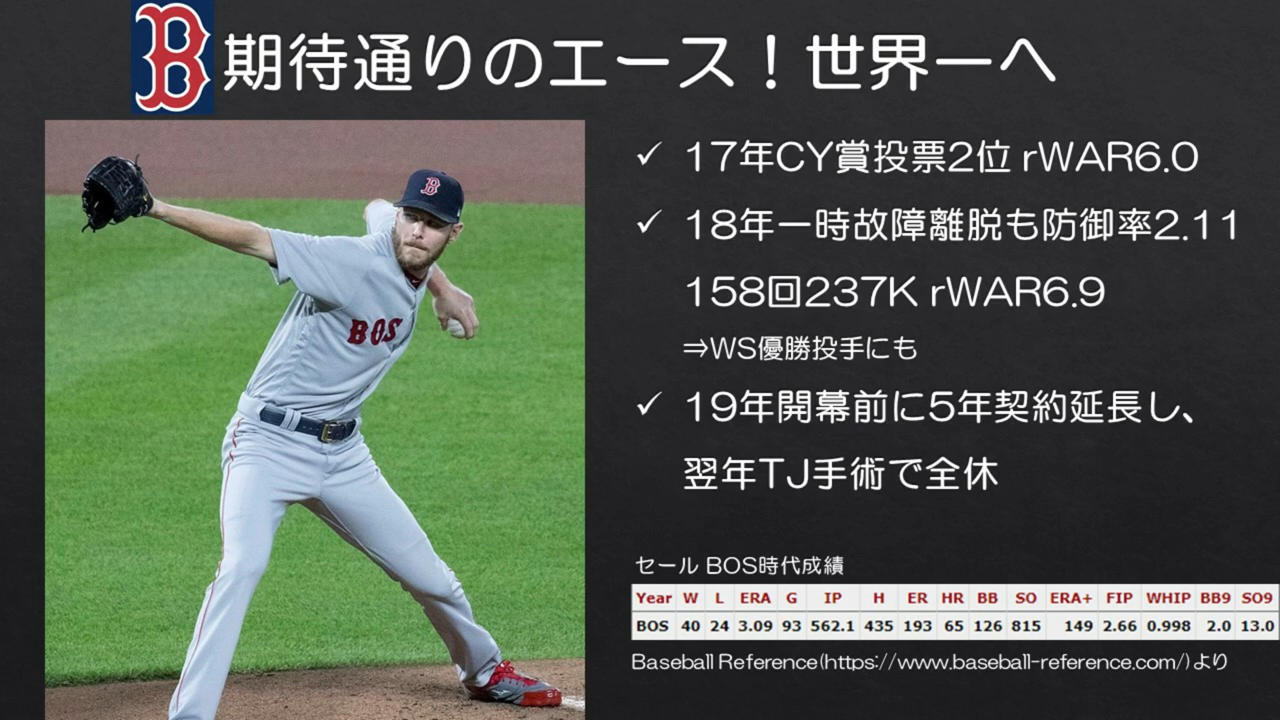 B 期待通りのエース！世界一へ
✓ 17年CY賞投票2位 rWAR6.0
✓ 18年一時故障離脱も防御率2.11
158回237K rWAR6.9
⇒WS優勝投手にも
✓ 19年開幕前に5年契約延長し、
翌年TJ手術で全休
B
BOS
セール BOS時代成績
Year W L ERA G IP H ER HR BB SO ERA+ FIP WHIP BB9 SO9
BOS 40 24 3.09 93 562.1 435 193 65 126 815 149 2.66 0.998 2.0 13.0
Baseball Reference(https://www.baseball-reference.com/)より